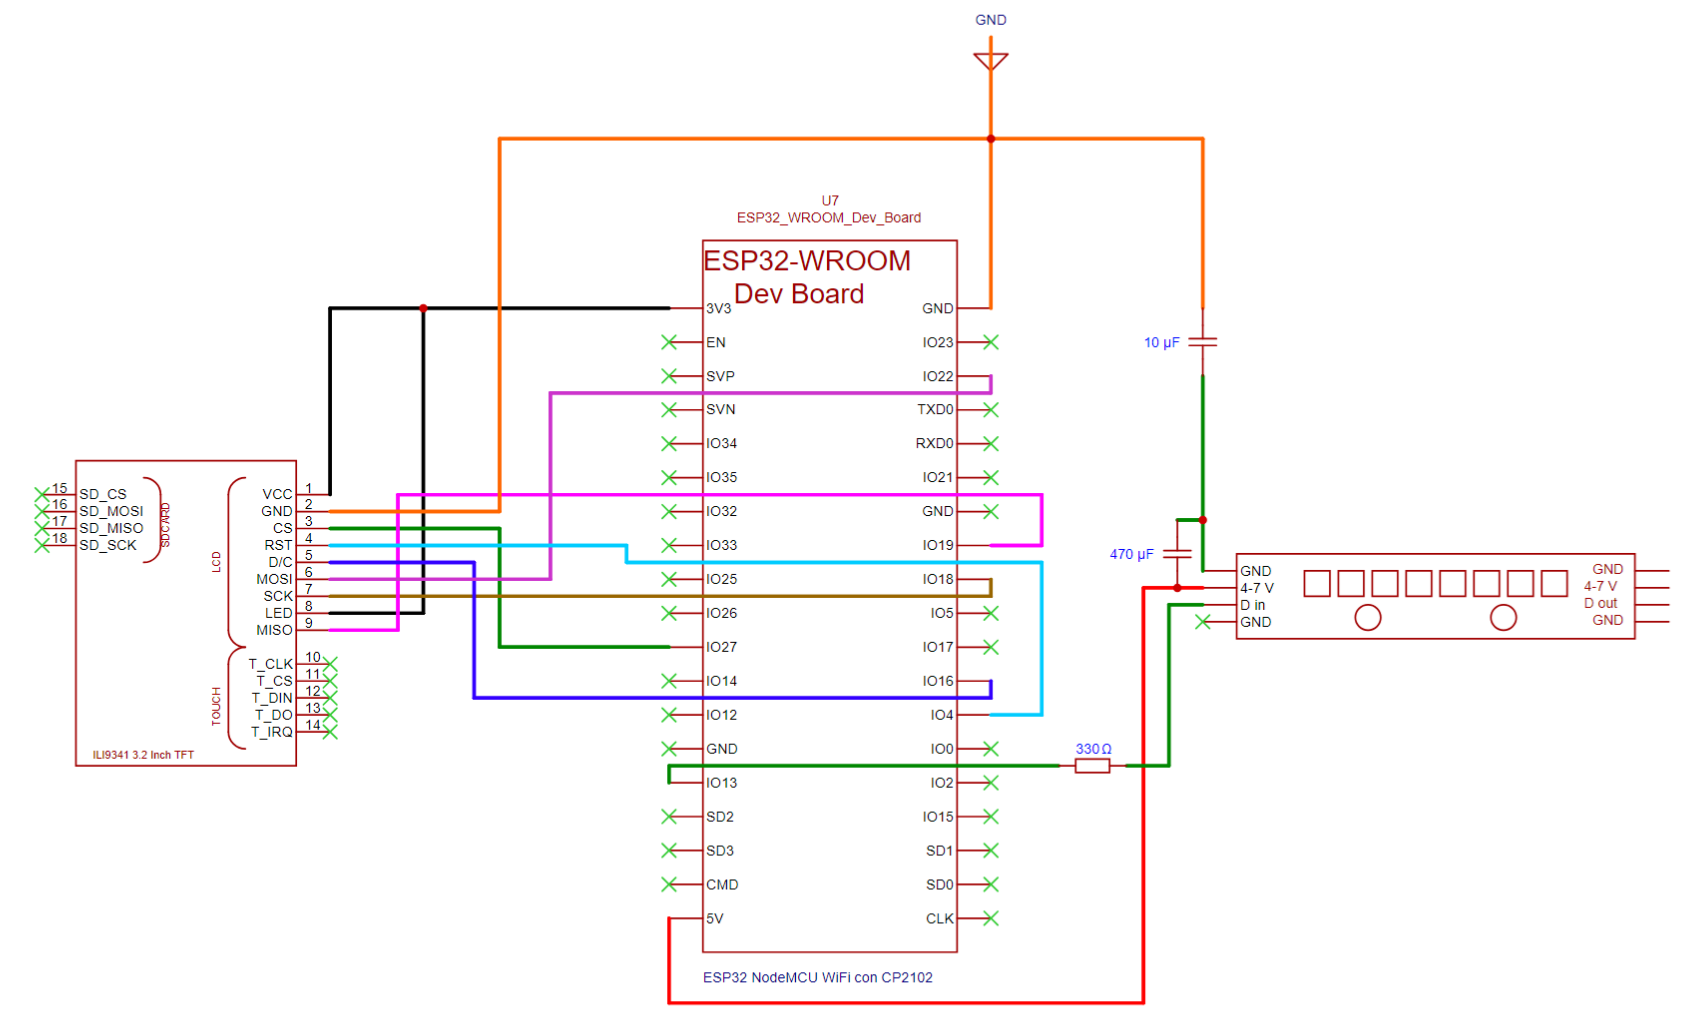 GND
U7
ESP32_WROOM_Dev_Board
ESP32-WROOM
Dev Board
3V3
EN
SVP
SVN
IO34
IO35
IO32
IO33
IO25
IO26
IO27
IO14
IO12
GND
IO13
SD2
SD3
CMD
5V
GND
IO23
IO22
TXD0
RXD0
IO21
GND
IO19
IO18
IO5
IO17
IO16
IO4
IO0
IO2
IO15
SD1
SD0
CLK
ESP32 NodeMCU WiFi con CP2102
15 SD_CS
16 SD_MOSI
17 SD_MISO
18 SD_SCK
SDCARD
LCD
VCC 1
GND 2
CS 3
RST 4
D/C 5
MOSI 6
SCK 7
LED 8
MISO 9
TOUCH
T_CLK 10
T_CS 11
T_DIN 12
T_DO 13
T_IRQ 14
ILI9341 3.2 Inch TFT
10 µF
470 µF
330Ω
GND
4-7 V
D in
GND
GND
4-7 V
D out
GND